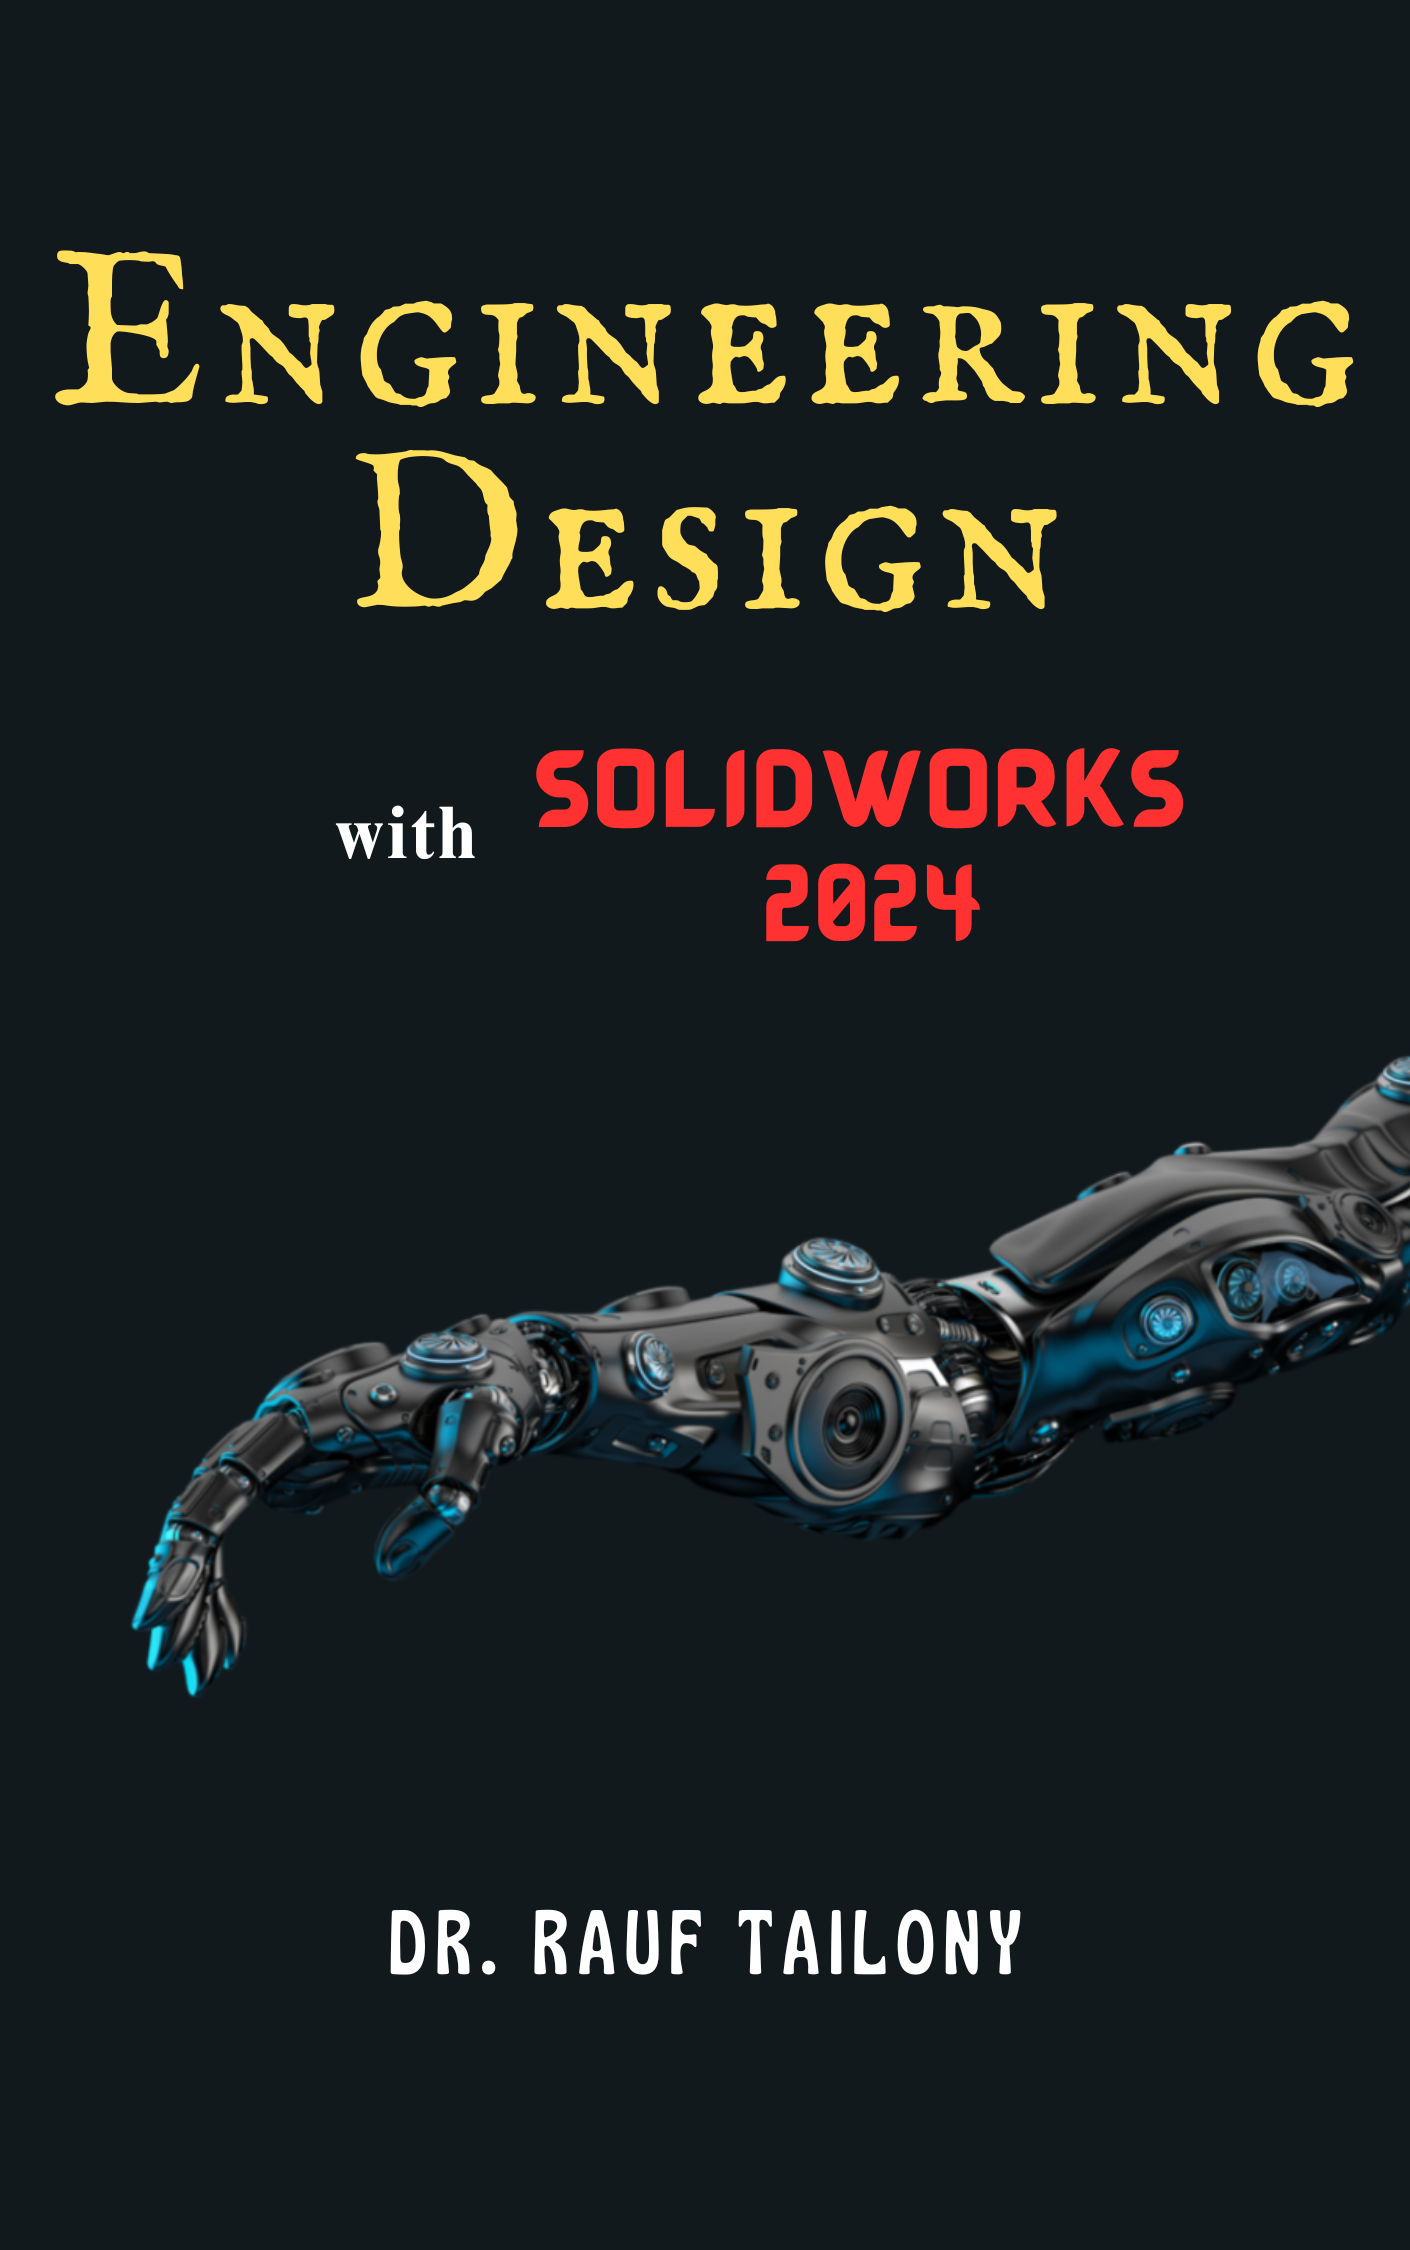 Engineering
Design
with SOLIDWORKS
2024
DR. RAUF TAILONY